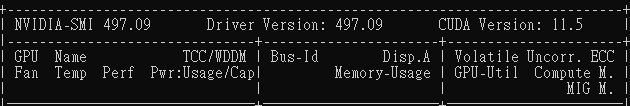 NVIDIA-SMI 497.09 Driver Version: 497.09 CUDA Version: 11.5
GPU Name TCC/WDDM | Bus-Id Disp.A | Volatile Uncorr. ECC
Fan Temp Perf Pwr:Usage/Cap| Memory-Usage | GPU-Util Compute M.
MIG M.